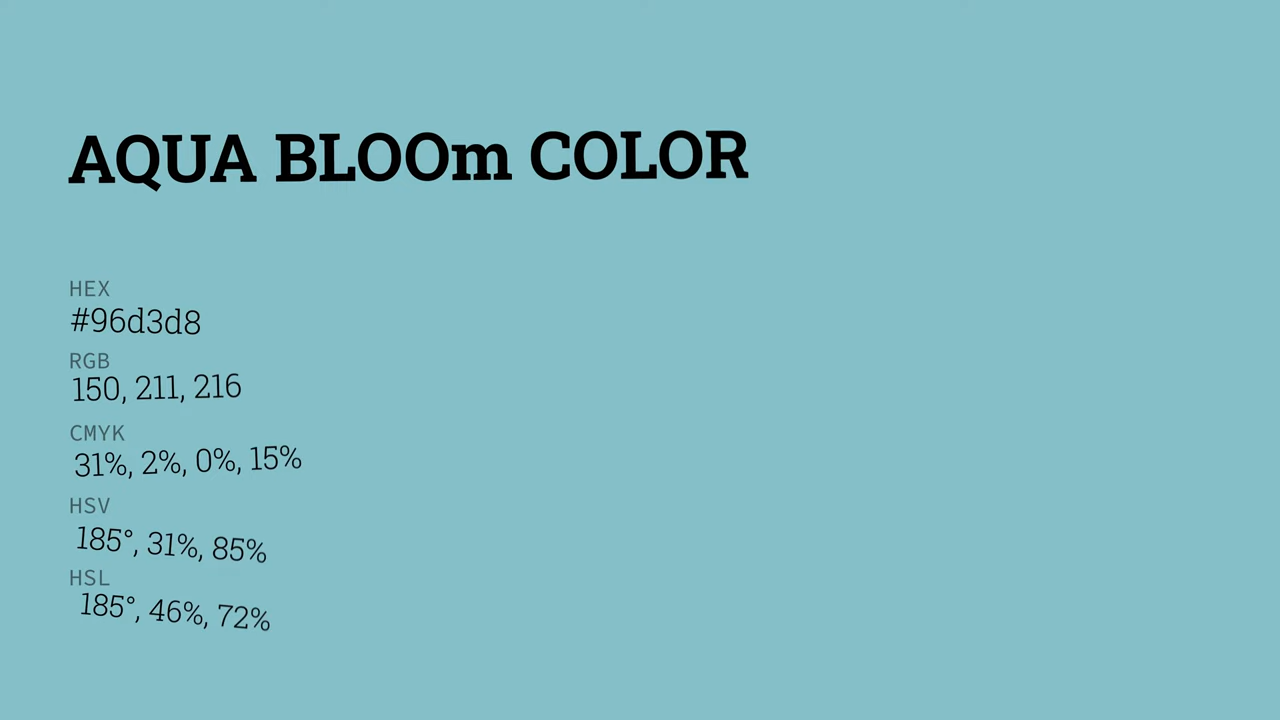 AQUA BLOOm COLOR
HEX
#96d3d8
RGB
150, 211, 216
CMYK
31%, 2%, 0%, 15%
HSV
185°, 31%, 85%
HSL
185°, 46%, 72%